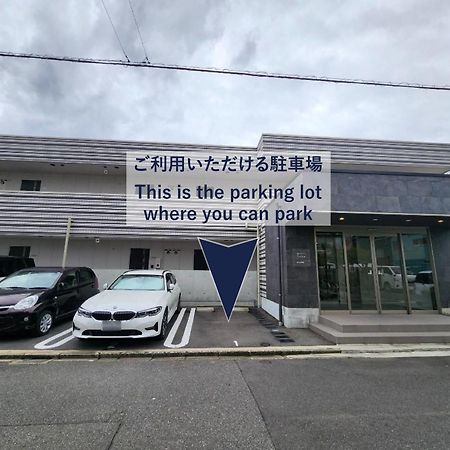 ご利用いただける駐車場
This is the parking lot
where you can park